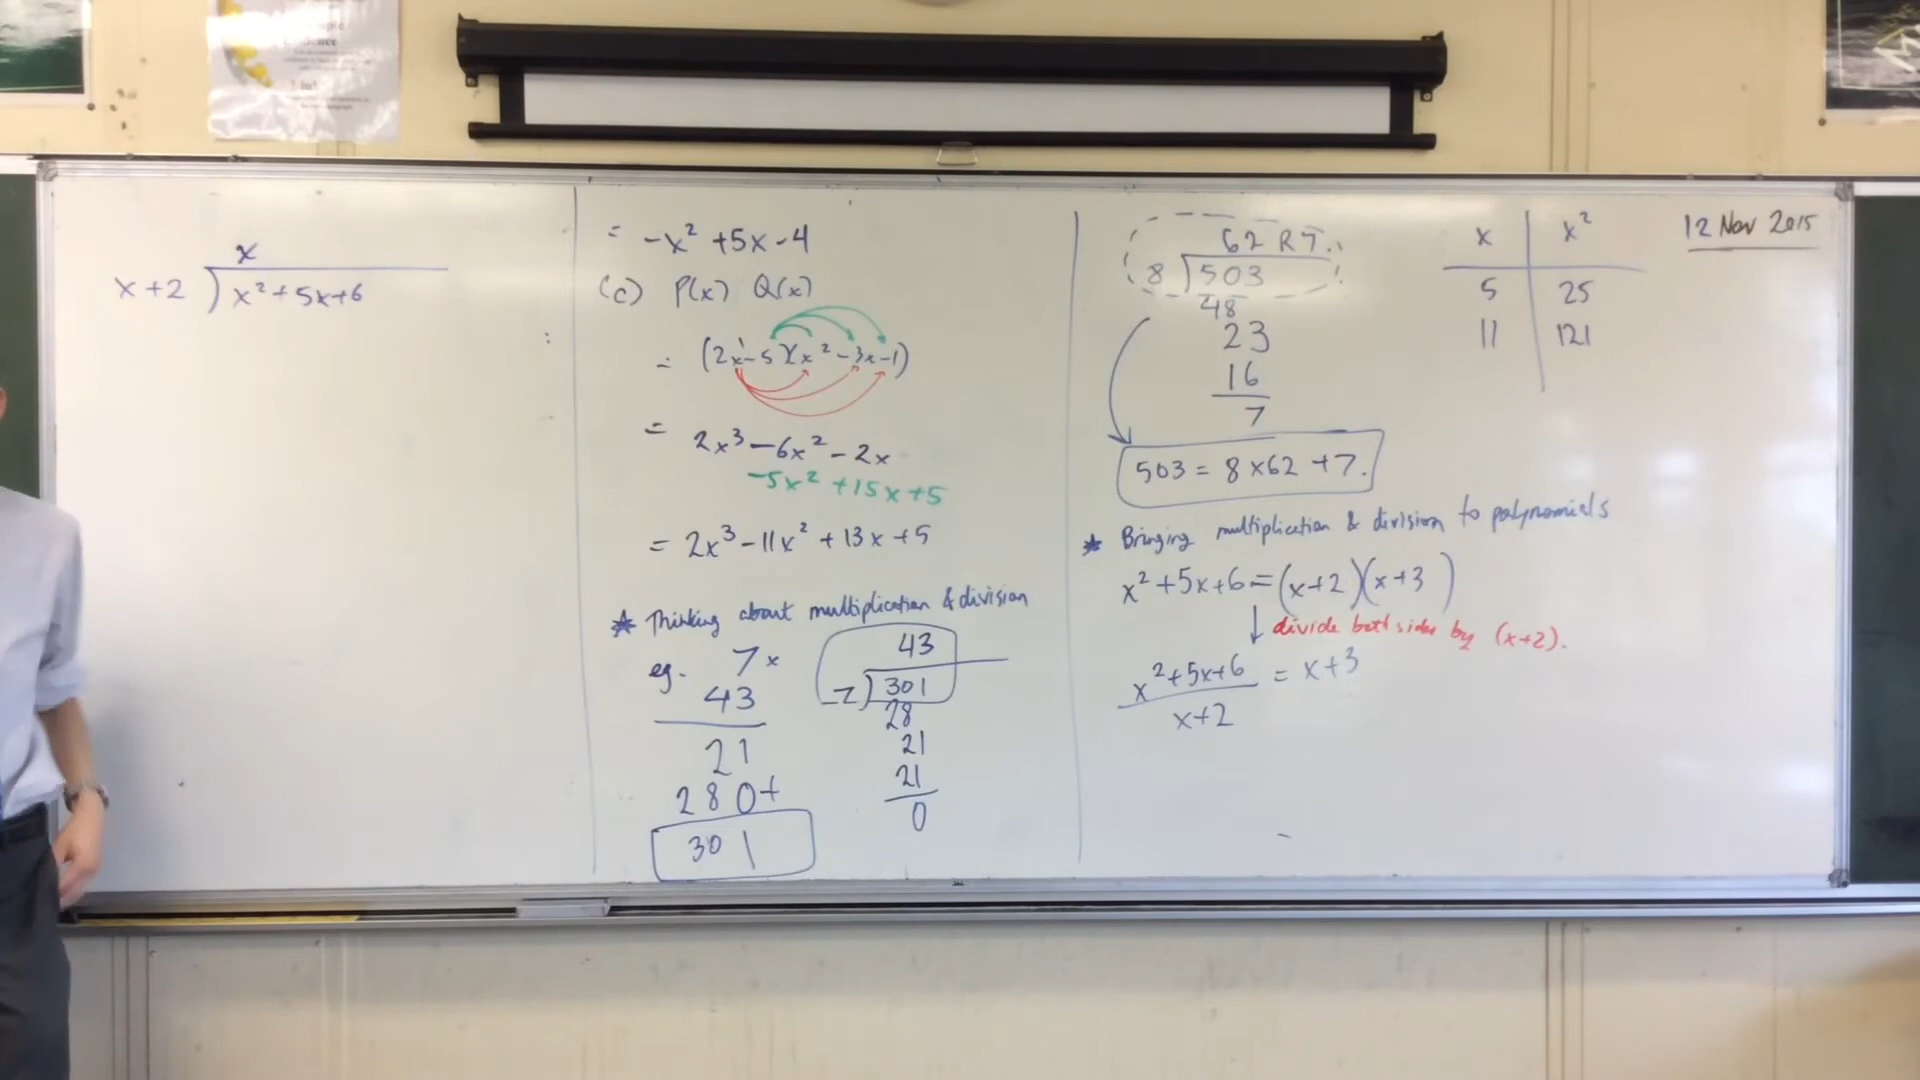 x
x+2 ) x²+5x+6
= -x² +5x-4
(c) P(x) Q(x)
= (2x-5)(x²-3x-1)
= 2x³-6x²-2x
-5x²+15x+5
= 2x³-11x²+13x+5
* Thinking about multiplication & division
eg. 7 x
43
21
280+
301
43
7 ) 301
28
21
21
0
62 R7.
8 ) 503
48
23
16
7
503 = 8x62 +7.
* Bringing multiplication & division to polynomials
x²+5x+6=(x+2)(x+3)
↓ divide both sides by (x+2).
x²+5x+6 = x+3
x+2
x x²
5 25
11 121
12 Nov 2015